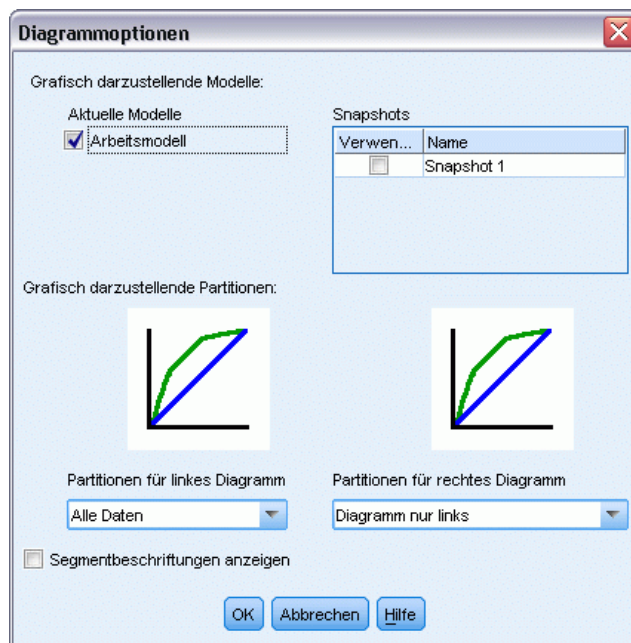 Diagrammoptionen
Grafisch darzustellende Modelle:
Aktuelle Modelle
Arbeitsmodell
Snapshots
Verwen... Name
Snapshot 1
Grafisch darzustellende Partitionen:
Partitionen für linkes Diagramm
Alle Daten
Partitionen für rechtes Diagramm
Diagramm nur links
Segmentbeschriftungen anzeigen
OK Abbrechen Hilfe